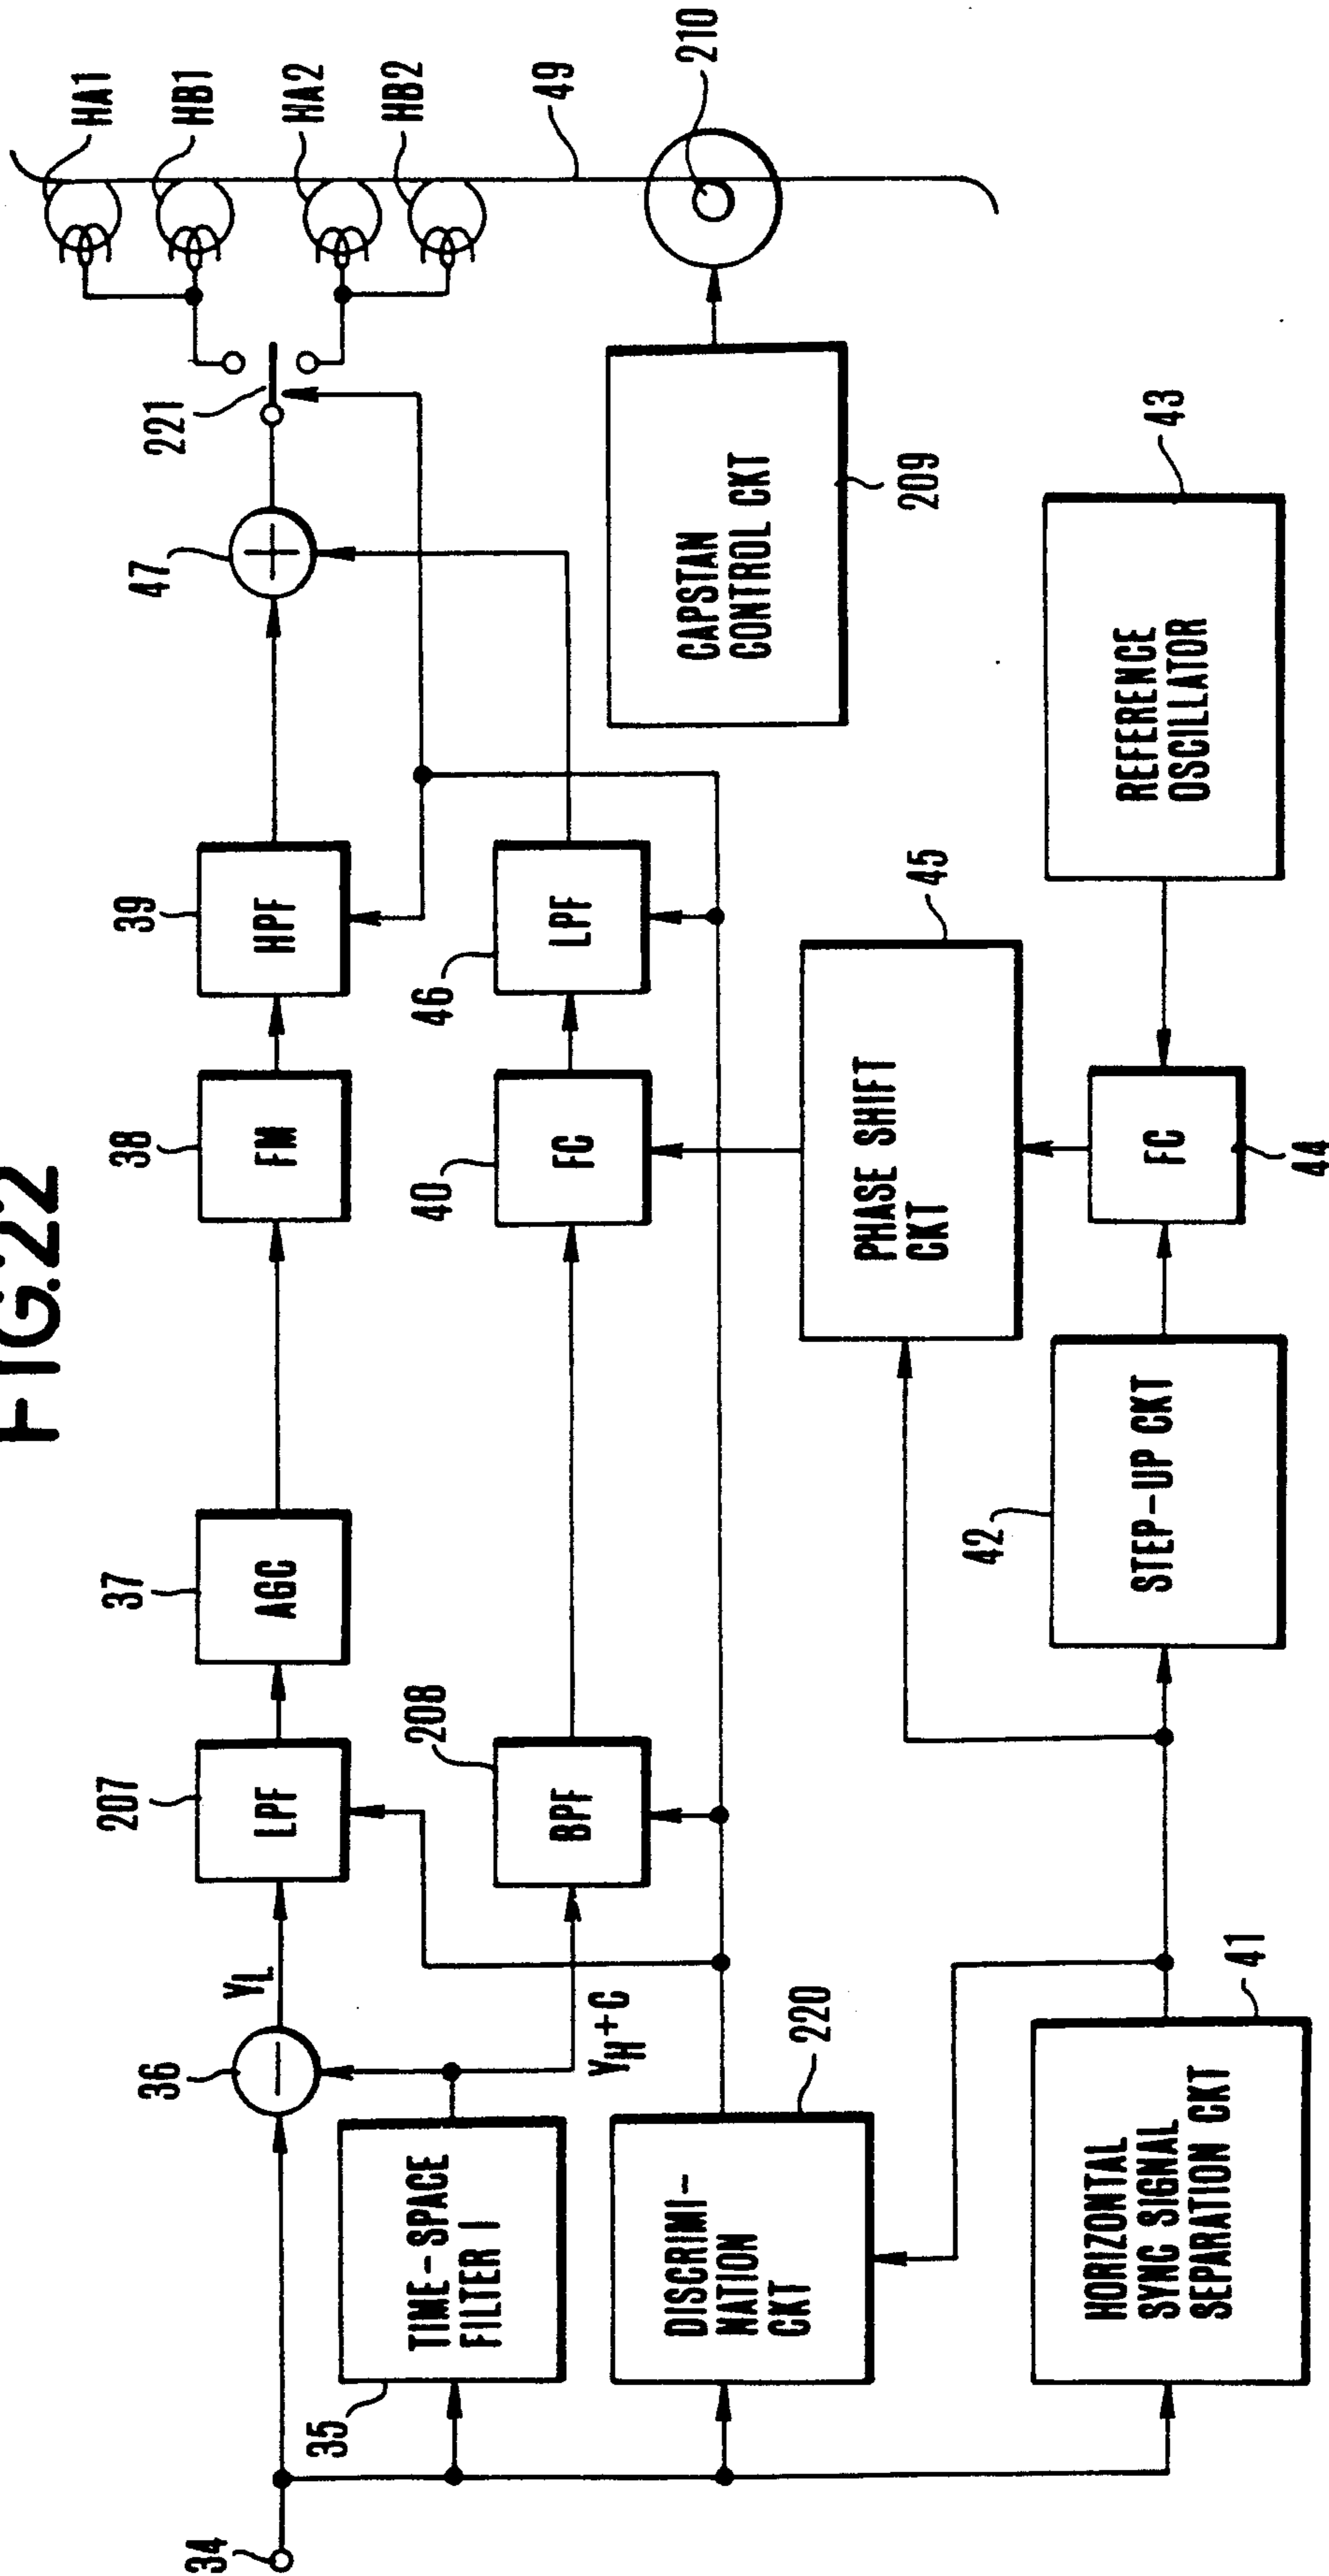 FIG.22
34
36
YL
207
LPF
37
AGC
38
FM
39
HPF
47
221
HA1
HB1
HA2
HB2
49
210
35
TIME-SPACE
FILTER I
YH+C
208
BPF
40
FC
46
LPF
220
DISCRIMI-
NATION
CKT
45
PHASE SHIFT
CKT
CAPSTAN
CONTROL CKT
209
41
HORIZONTAL
SYNC SIGNAL
SEPARATION CKT
42
STEP-UP CKT
FC
44
REFERENCE
OSCILLATOR
43